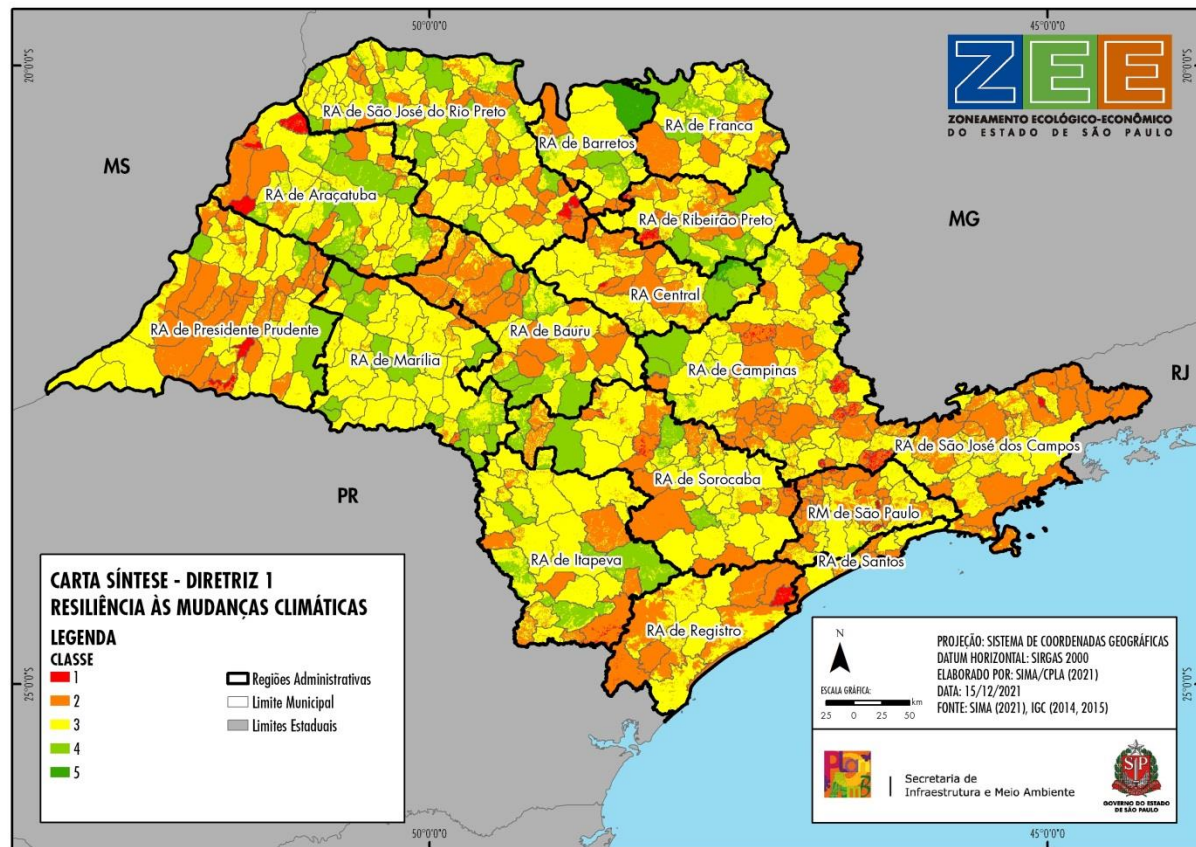 50°0'0"O
45°0'0"O
20°0'0"S
20°0'0"S
ZEE
ZONEAMENTO ECOLÓGICO-ECONÔMICO
DO ESTADO DE SÃO PAULO
RA de São José do Rio Preto
RA de Barretos
RA de Franca
MS
RA de Araçatuba
RA de Ribeirão Preto
MG
RA Central
RA de Presidente Prudente
RA de Bauru
RA de Marília
RA de Campinas
RJ
RA de São José dos Campos
RA de Sorocaba
PR
RM de São Paulo
RA de Itapeva
RA de Santos
RA de Registro
CARTA SÍNTESE - DIRETRIZ 1
RESILIÊNCIA ÀS MUDANÇAS CLIMÁTICAS
LEGENDA
CLASSE
1
2
3
4
5
Regiões Administrativas
Limite Municipal
Limites Estaduais
N
ESCALA GRÁFICA:
25 0 25 50 km
PROJEÇÃO: SISTEMA DE COORDENADAS GEOGRÁFICAS
DATUM HORIZONTAL: SIRGAS 2000
ELABORADO POR: SIMA/CPLA (2021)
DATA: 15/12/2021
FONTE: SIMA (2021), IGC (2014, 2015)
Secretaria de
Infraestrutura e Meio Ambiente
SP
GOVERNO DO ESTADO
DE SÃO PAULO
25°0'0"S
25°0'0"S
50°0'0"O
45°0'0"O